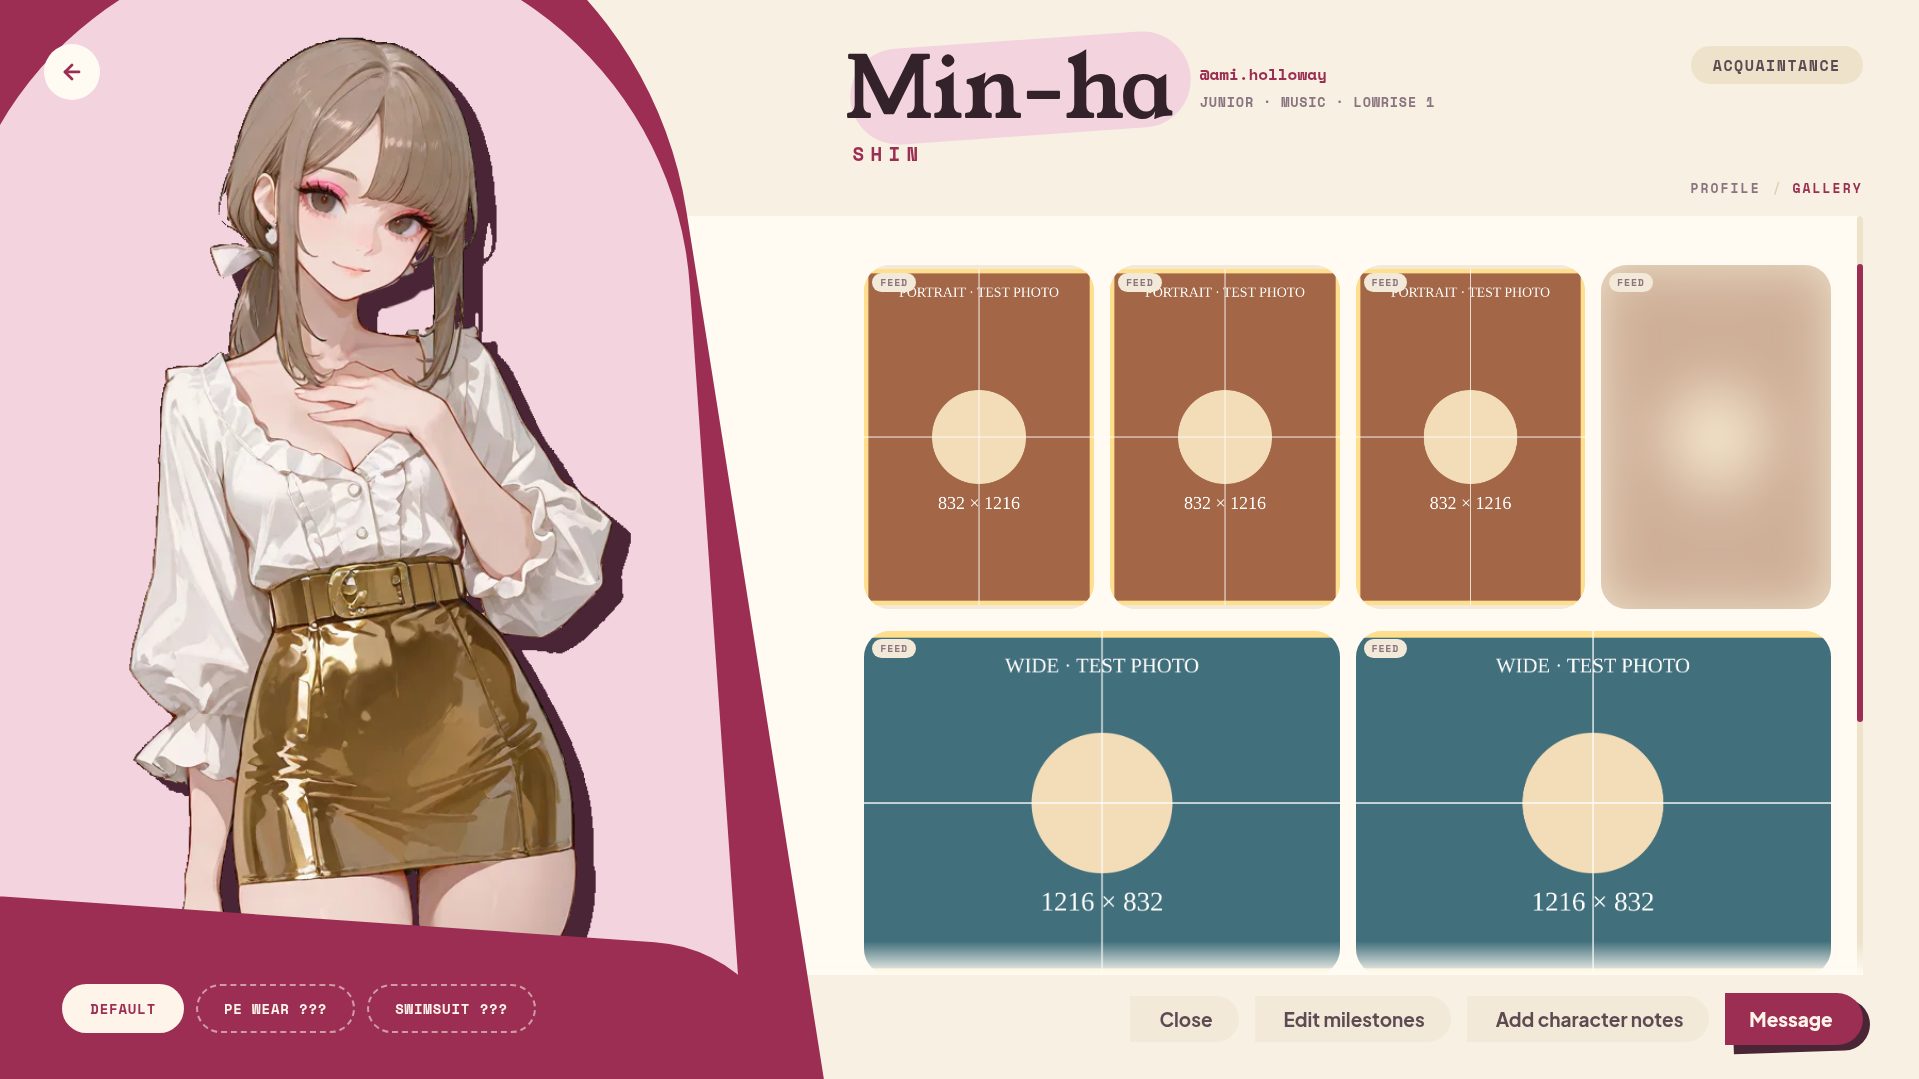 Min-ha
SHIN
@ami.holloway
JUNIOR · MUSIC · LOWRISE 1
ACQUAINTANCE
PROFILE / GALLERY
FEED
PORTRAIT · TEST PHOTO
832 × 1216
FEED
PORTRAIT · TEST PHOTO
832 × 1216
FEED
PORTRAIT · TEST PHOTO
832 × 1216
FEED
FEED
WIDE · TEST PHOTO
1216 × 832
FEED
WIDE · TEST PHOTO
1216 × 832
DEFAULT
PE WEAR ???
SWIMSUIT ???
Close
Edit milestones
Add character notes
Message